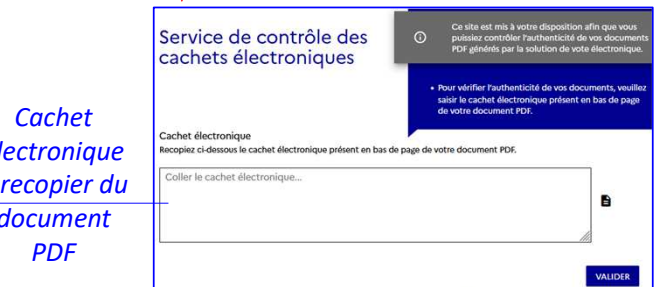 Service de contrôle des
cachets électroniques
Ce site est mis à votre disposition afin que vous
puissiez contrôler l'authenticité de vos documents
PDF générés par la solution de vote électronique.
• Pour vérifier l'authenticité de vos documents, veuillez
saisir le cachet électronique présent en bas de page
de votre document PDF.
Cachet électronique
Recopiez ci-dessous le cachet électronique présent en bas de page de votre document PDF.
Coller le cachet électronique...
VALIDER
Cachet
lectronique
recopier du
document
PDF